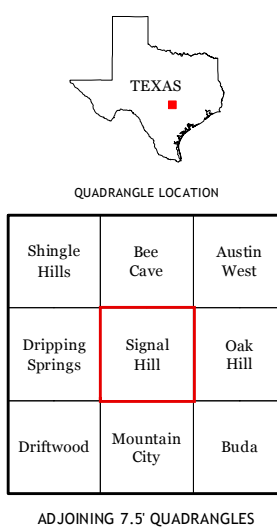 TEXAS
QUADRANGLE LOCATION
Shingle
Hills
Bee
Cave
Austin
West
Dripping
Springs
Signal
Hill
Oak
Hill
Driftwood
Mountain
City
Buda
ADJOINING 7.5' QUADRANGLES